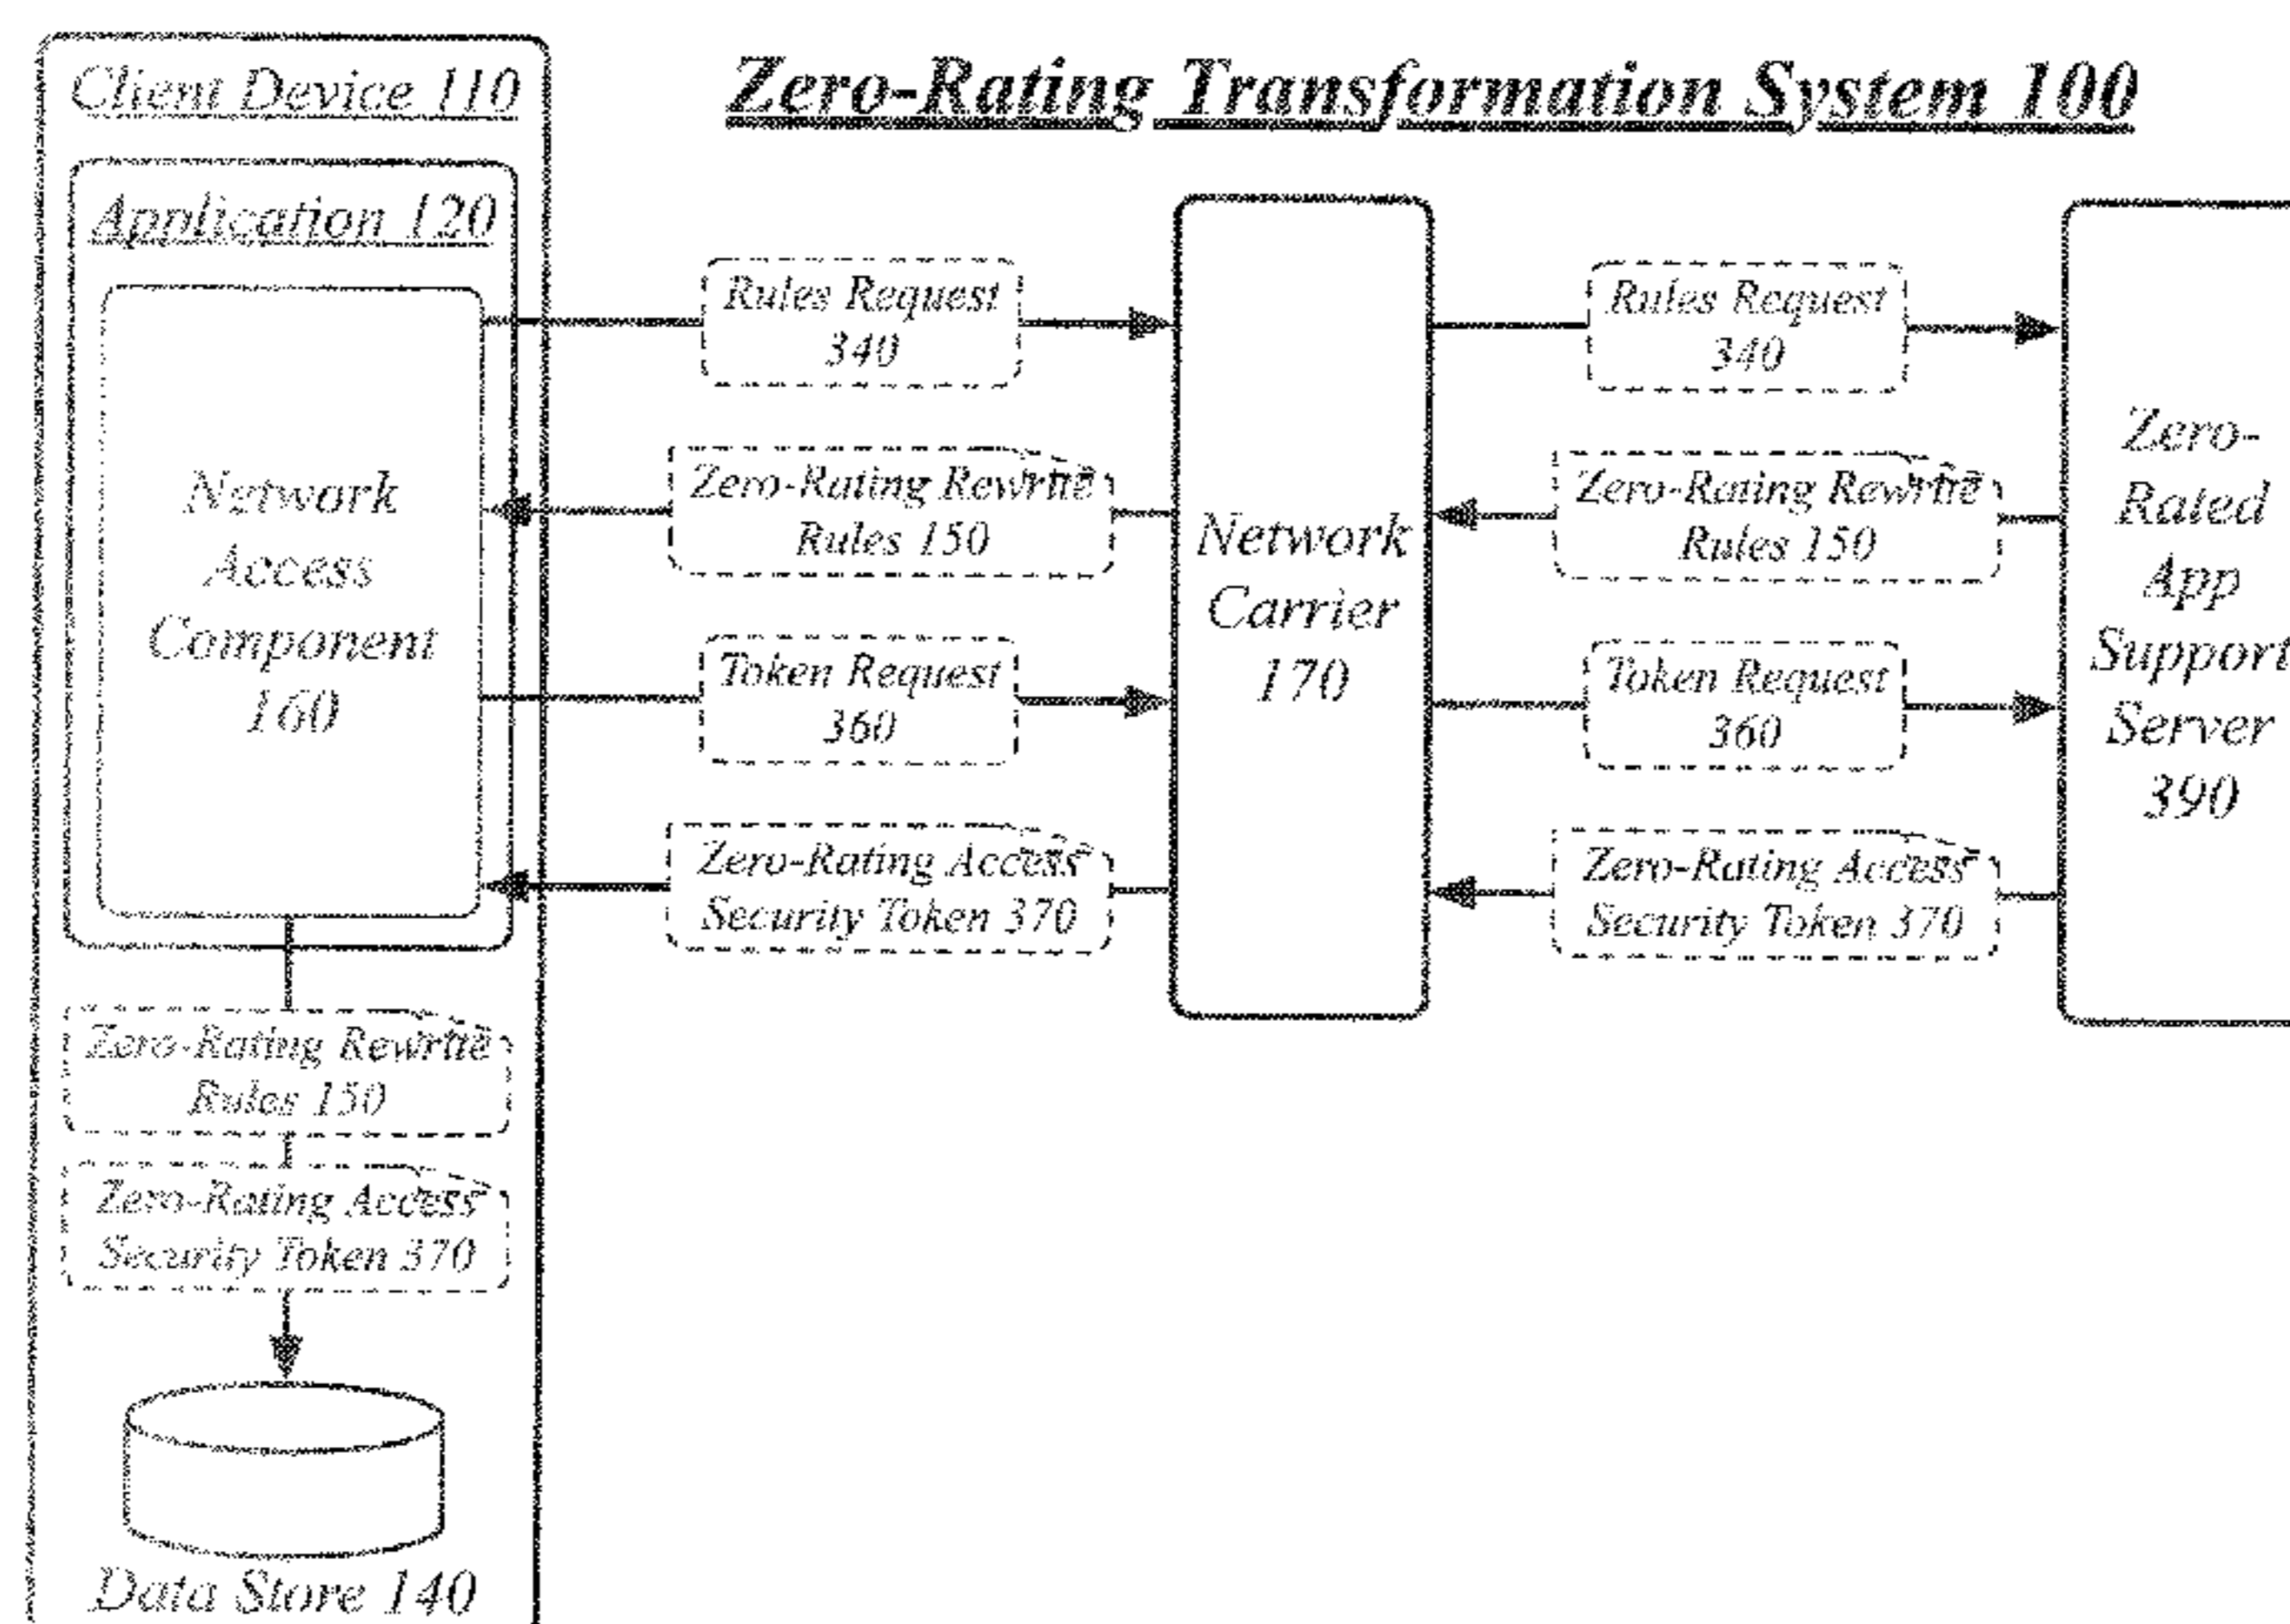 Client Device 110
Zero-Rating Transformation System 100
Application 120
Network
Access
Component
160
Rules Request
340
Zero-Rating Rewrite
Rules 150
Token Request
360
Zero-Rating Access
Security Token 370
Network
Carrier
170
Rules Request
340
Zero-Rating Rewrite
Rules 150
Token Request
360
Zero-Rating Access
Security Token 370
Zero-
Rated
App
Support
Server
390
Zero-Rating Rewrite
Rules 150
Zero-Rating Access
Security Token 370
Data Store 140